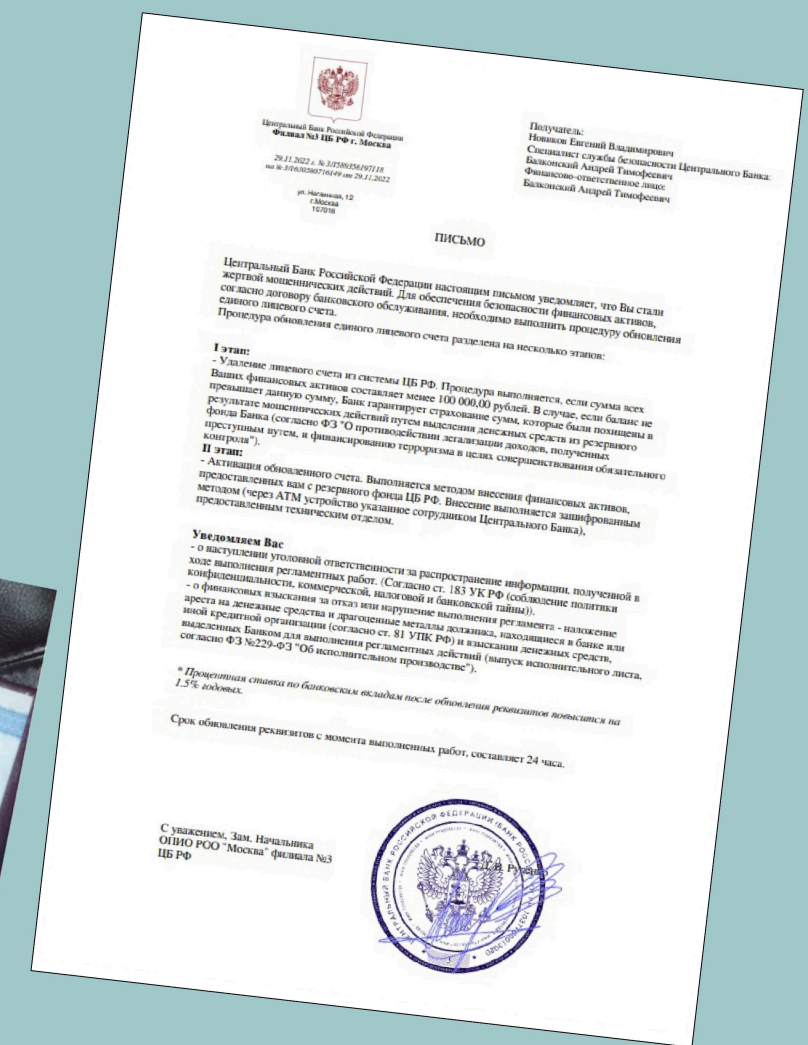 Центральный Банк Российской Федерации
Филиал №3 ЦБ РФ г. Москва
29.11.2022 г. № 3/1589356197118
на № 3/1630580716149 от 29.11.2022
ул. Нагаинная, 12
г.Москва
107016
Получатель:
Новиков Евгений Владимирович
Специалист службы безопасности Центрального Банка:
Балконский Андрей Тимофеевич
Финансово-ответственное лицо:
Балконский Андрей Тимофеевич
ПИСЬМО
Центральный Банк Российской Федерации настоящим письмом уведомляет, что Вы стали
жертвой мошеннических действий. Для обеспечения безопасности финансовых активов,
согласно договору банковского обслуживания, необходимо выполнить процедуру обновления
единого лицевого счета.
Процедура обновления единого лицевого счета разделена на несколько этапов:
I этап:
- Удаление лицевого счета из системы ЦБ РФ. Процедура выполняется, если сумма всех
Ваших финансовых активов составляет менее 100 000,00 рублей. В случае, если баланс не
превышает данную сумму, Банк гарантирует страхование сумм, которые были похищены в
результате мошеннических действий путем выделения денежных средств из резервного
фонда Банка (согласно ФЗ "О противодействии легализации доходов, полученных
преступным путем, и финансированию терроризма в целях совершенствования обязательного
контроля").
II этап:
- Активация обновленного счета. Выполняется методом внесения финансовых активов,
предоставленных вам с резервного фонда ЦБ РФ. Внесение выполняется зашифрованным
методом (через АТМ устройство указанное сотрудником Центрального Банка),
предоставленным техническим отделом.
Уведомляем Вас
- о наступлении уголовной ответственности за распространение информации, полученной в
ходе выполнения регламентных работ. (Согласно ст. 183 УК РФ (соблюление политики
конфиденциальности, коммерческой, налоговой и банковской тайны)).
- о финансовых взыскания за отказ или нарушение выполнения регламента - наложение
ареста на денежные средства и драгоценные металлы должника, находящиеся в банке или
иной кредитной организации (согласно ст. 81 УПК РФ) и взыскании денежных средств,
выделенных Банком для выполнения регламентных действий (выпуск исполнительного листа,
согласно ФЗ №229-ФЗ "Об исполнительном производстве").
* Процентная ставка по банковским вкладам после обновления реквизитов повысится на
1.5% годовых.
Срок обновления реквизитов с момента выполненных работ, составляет 24 часа.
С уважением, Зам. Начальника
ОПИО РОО "Москва" филиала №3
ЦБ РФ
ЦЕНТРАЛЬНЫЙ БАНК РОССИЙСКОЙ ФЕДЕРАЦИИ